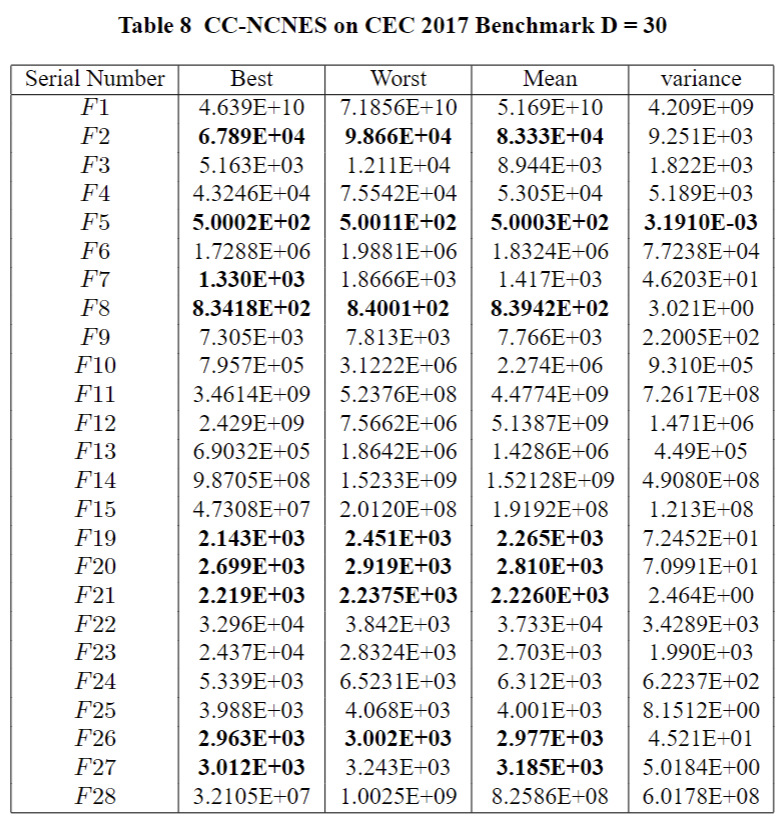 Table 8 CC-NCNES on CEC 2017 Benchmark D = 30
Serial Number Best Worst Mean variance
F1 4.639E+10 7.1856E+10 5.169E+10 4.209E+09
F2 6.789E+04 9.866E+04 8.333E+04 9.251E+03
F3 5.163E+03 1.211E+04 8.944E+03 1.822E+03
F4 4.3246E+04 7.5542E+04 5.305E+04 5.189E+03
F5 5.0002E+02 5.0011E+02 5.0003E+02 3.1910E-03
F6 1.7288E+06 1.9881E+06 1.8324E+06 7.7238E+04
F7 1.330E+03 1.8666E+03 1.417E+03 4.6203E+01
F8 8.3418E+02 8.4001+02 8.3942E+02 3.021E+00
F9 7.305E+03 7.813E+03 7.766E+03 2.2005E+02
F10 7.957E+05 3.1222E+06 2.274E+06 9.310E+05
F11 3.4614E+09 5.2376E+08 4.4774E+09 7.2617E+08
F12 2.429E+09 7.5662E+06 5.1387E+09 1.471E+06
F13 6.9032E+05 1.8642E+06 1.4286E+06 4.49E+05
F14 9.8705E+08 1.5233E+09 1.52128E+09 4.9080E+08
F15 4.7308E+07 2.0120E+08 1.9192E+08 1.213E+08
F19 2.143E+03 2.451E+03 2.265E+03 7.2452E+01
F20 2.699E+03 2.919E+03 2.810E+03 7.0991E+01
F21 2.219E+03 2.2375E+03 2.2260E+03 2.464E+00
F22 3.296E+04 3.842E+03 3.733E+04 3.4289E+03
F23 2.437E+04 2.8324E+03 2.703E+03 1.990E+03
F24 5.339E+03 6.5231E+03 6.312E+03 6.2237E+02
F25 3.988E+03 4.068E+03 4.001E+03 8.1512E+00
F26 2.963E+03 3.002E+03 2.977E+03 4.521E+01
F27 3.012E+03 3.243E+03 3.185E+03 5.0184E+00
F28 3.2105E+07 1.0025E+09 8.2586E+08 6.0178E+08